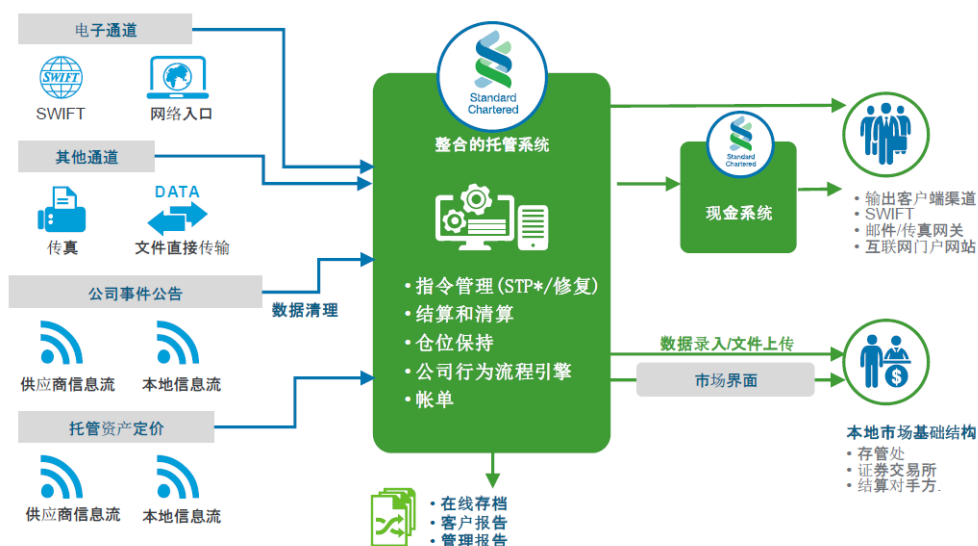 电子通道
SWIFT
SWIFT
网络入口
其他通道
DATA
传真
文件直接传输
公司事件公告
数据清理
供应商信息流
本地信息流
托管资产定价
供应商信息流
本地信息流
Standard
Chartered
整合的托管系统
•指令管理(STP*/修复)
•结算和清算
•仓位保持
•公司行为流程引擎
•帐单
•在线存档
•客户报告
•管理报告
Standard
Chartered
现金系统
•输出客户端渠道
•SWIFT
•邮件/传真网关
•互联网门户网站
数据录入/文件上传
市场界面
$
本地市场基础结构
•存管处
•证券交易所
•结算对手方.